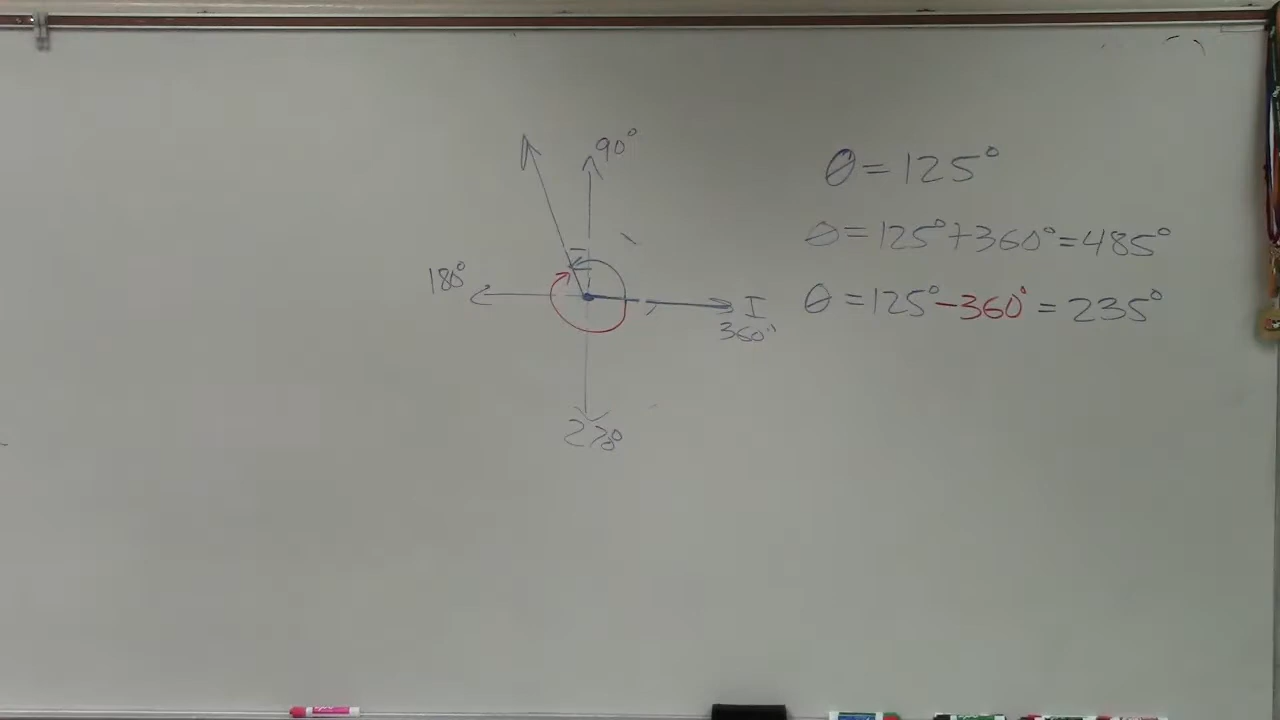 90°
180°
I
360°
270°
θ = 125°
θ = 125° + 360° = 485°
θ = 125° - 360° = 235°